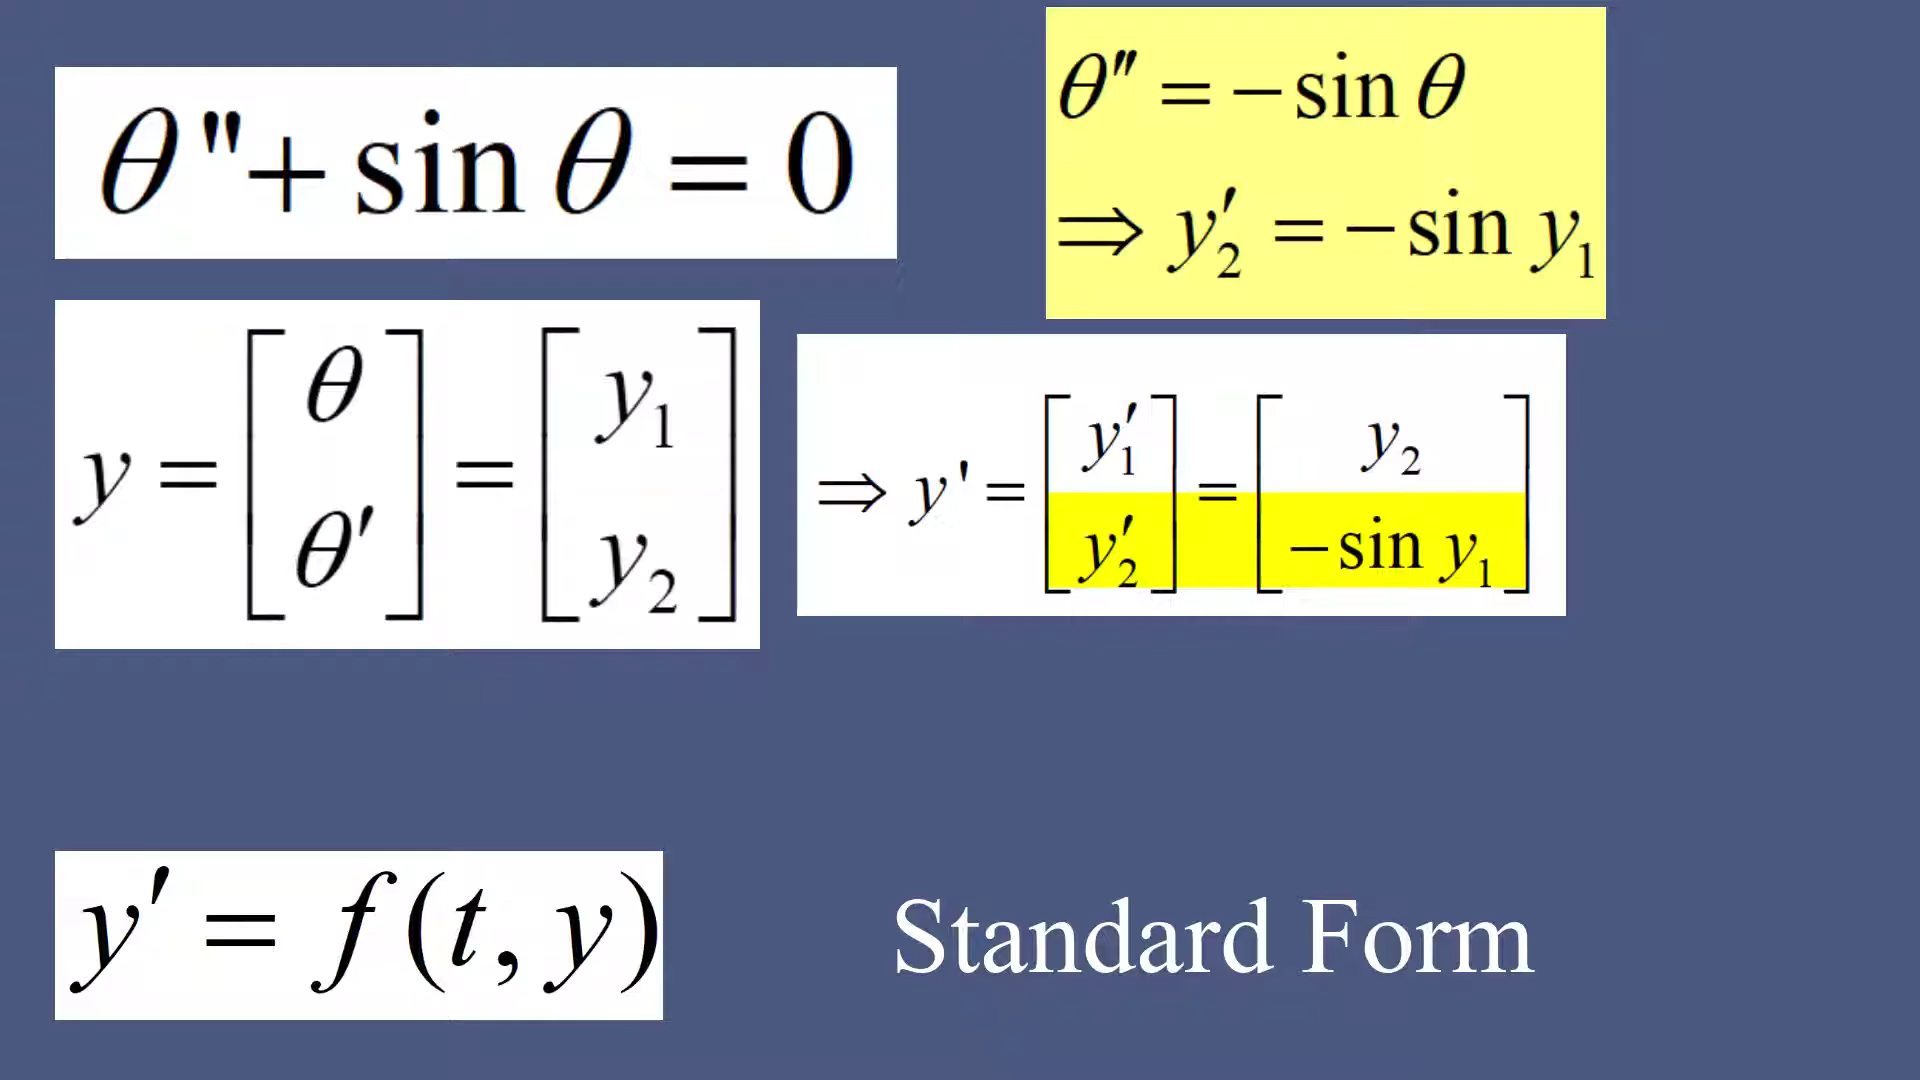 θ"+ sin θ = 0
θ″ = − sin θ
⇒ y₂′ = − sin y₁
y = [θ θ′] = [y₁ y₂]
⇒ y' = [y₁′ y₂′] = [y₂ − sin y₁]
y′ = f(t, y)
Standard Form